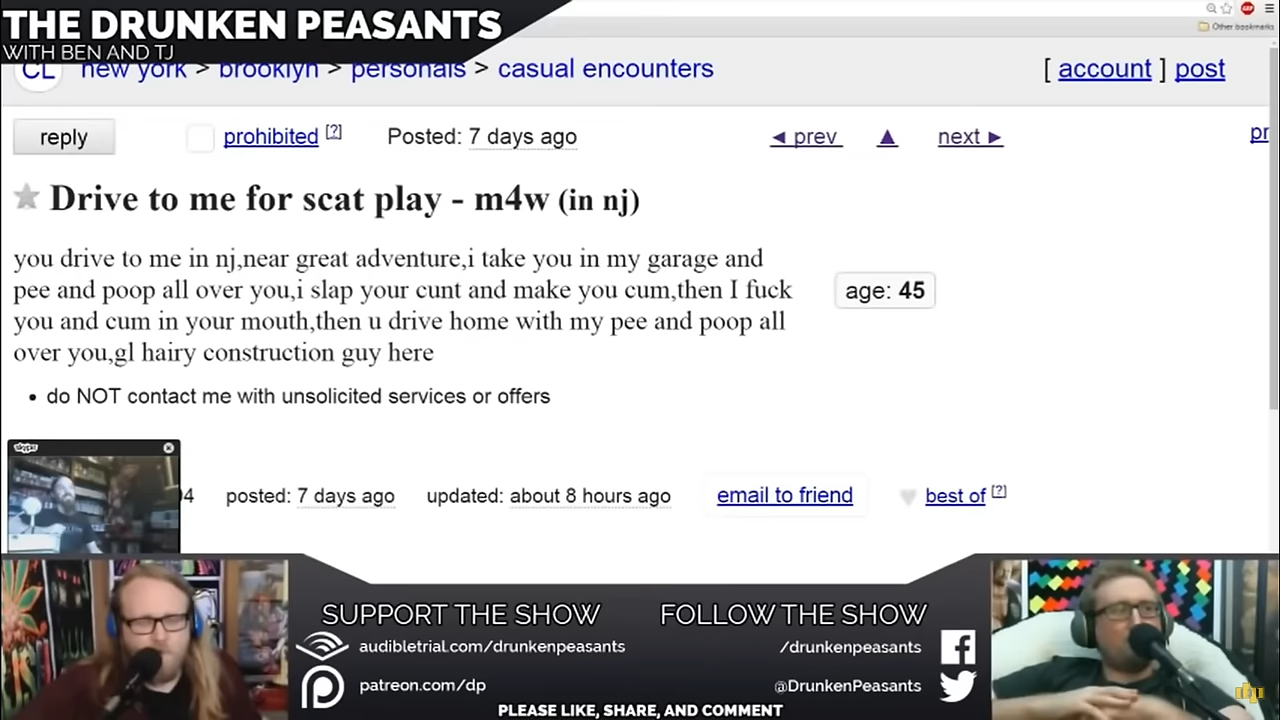 THE DRUNKEN PEASANTS
WITH BEN AND TJ
Other bookmarks
CL new york > brooklyn > personals > casual encounters [ account ] post
reply prohibited [?] Posted: 7 days ago ◄ prev ▲ next ►
Drive to me for scat play - m4w (in nj)
you drive to me in nj,near great adventure,i take you in my garage and
pee and poop all over you,i slap your cunt and make you cum,then I fuck
you and cum in your mouth,then u drive home with my pee and poop all
over you,gl hairy construction guy here
age: 45
• do NOT contact me with unsolicited services or offers
skype
94 posted: 7 days ago updated: about 8 hours ago email to friend best of [?]
SUPPORT THE SHOW
audibletrial.com/drunkenpeasants
patreon.com/dp
FOLLOW THE SHOW
/drunkenpeasants
@DrunkenPeasants
PLEASE LIKE, SHARE, AND COMMENT